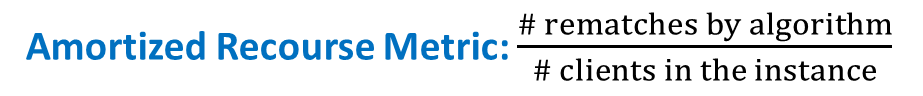 Amortized Recourse Metric:
# rematches by algorithm
# clients in the instance